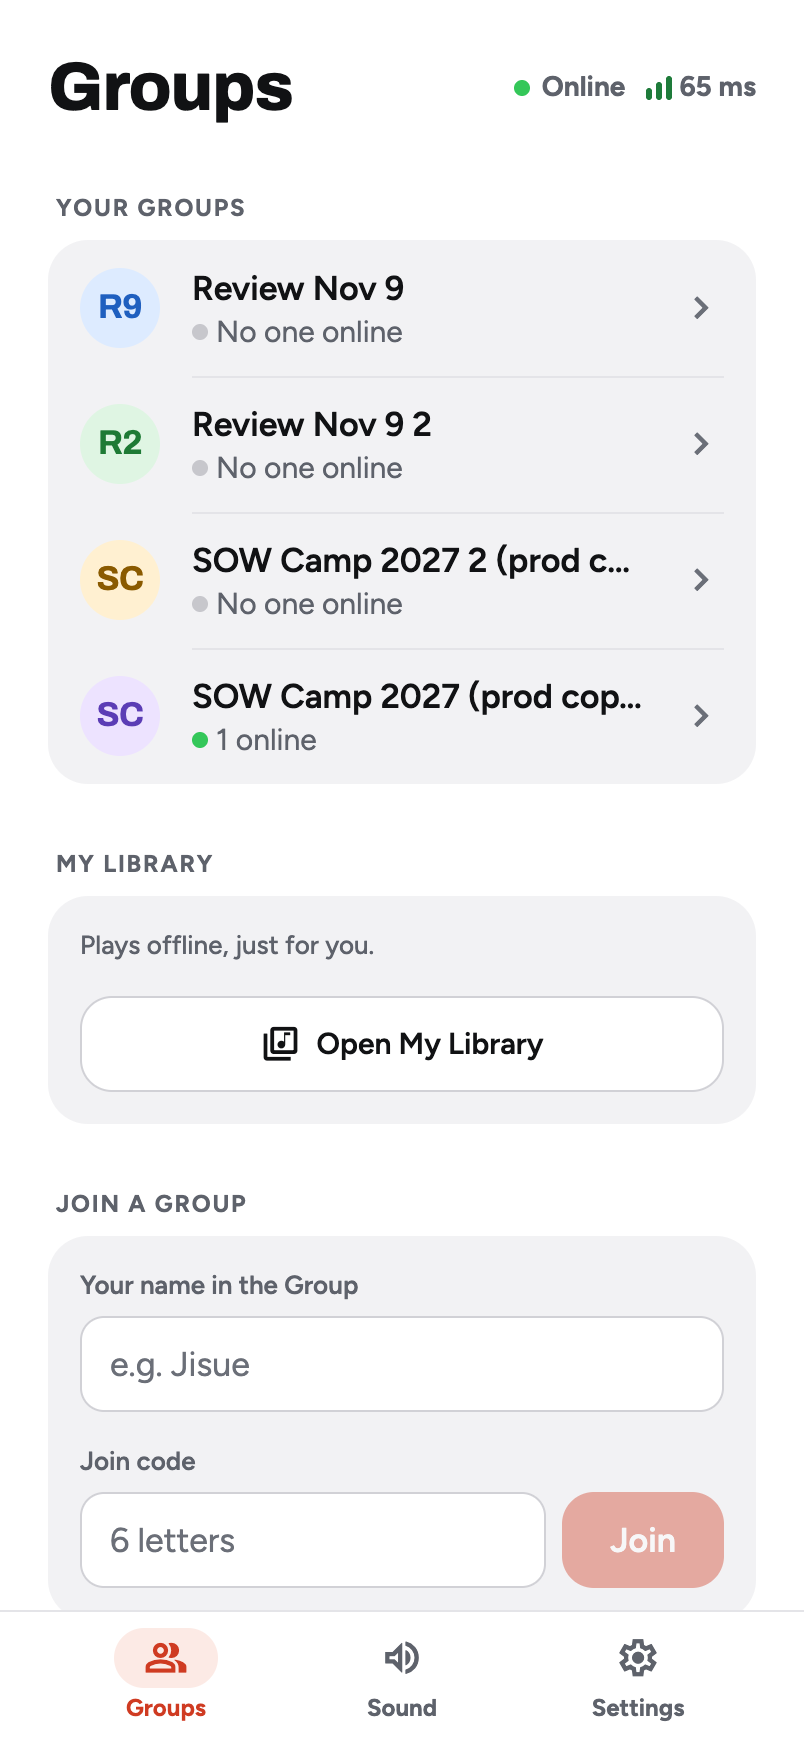 Groups
Online 65 ms
YOUR GROUPS
R9
Review Nov 9
No one online
R2
Review Nov 9 2
No one online
SC
SOW Camp 2027 2 (prod c...
No one online
SC
SOW Camp 2027 (prod cop...
1 online
MY LIBRARY
Plays offline, just for you.
Open My Library
JOIN A GROUP
Your name in the Group
e.g. Jisue
Join code
6 letters
Join
Groups
Sound
Settings